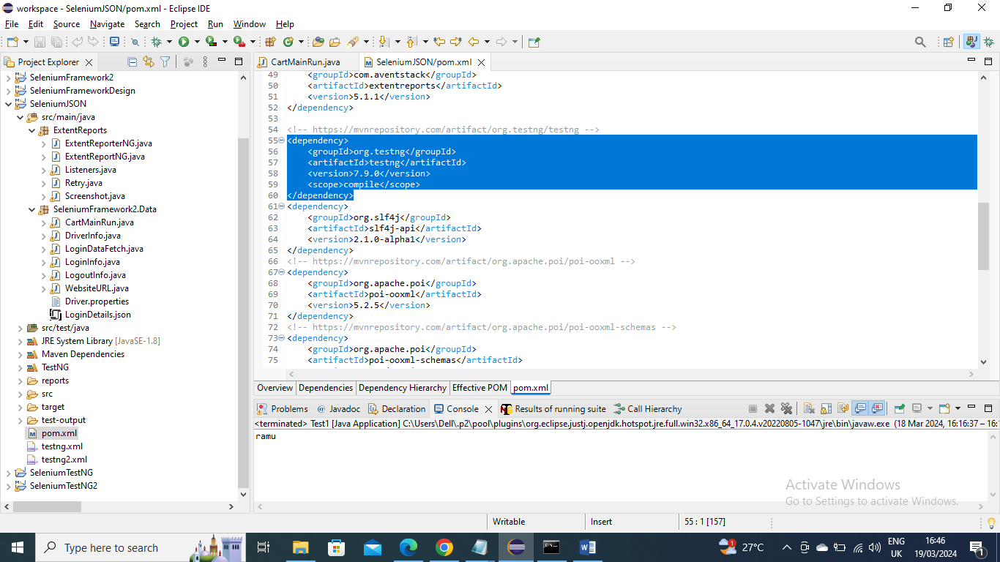 workspace - SeleniumJSON/pom.xml - Eclipse IDE
File Edit Source Navigate Search Project Run Window Help
Project Explorer
SeleniumFramework2
SeleniumFrameworkDesign
SeleniumJSON
src/main/java
ExtentReports
ExtentReporterNG.java
ExtentReportNG.java
Listeners.java
Retry.java
Screenshot.java
SeleniumFramework2.Data
CartMainRun.java
DriverInfo.java
LoginDataFetch.java
LoginInfo.java
LogoutInfo.java
WebsiteURL.java
Driver.properties
LoginDetails.json
src/test/java
JRE System Library [JavaSE-1.8]
Maven Dependencies
TestNG
reports
src
target
test-output
pom.xml
testng.xml
testng2.xml
SeleniumTestNG
SeleniumTestNG2
CartMainRun.java SeleniumJSON/pom.xml
49 <groupId>com.aventstack</groupId>
50 <artifactId>extentreports</artifactId>
51 <version>5.1.1</version>
52 </dependency>
53
54 <!-- https://mvnrepository.com/artifact/org.testng/testng -->
55 <dependency>
56 <groupId>org.testng</groupId>
57 <artifactId>testng</artifactId>
58 <version>7.9.0</version>
59 <scope>compile</scope>
60 </dependency>
61 <dependency>
62 <groupId>org.slf4j</groupId>
63 <artifactId>slf4j-api</artifactId>
64 <version>2.1.0-alpha1</version>
65 </dependency>
66 <!-- https://mvnrepository.com/artifact/org.apache.poi/poi-ooxml -->
67 <dependency>
68 <groupId>org.apache.poi</groupId>
69 <artifactId>poi-ooxml</artifactId>
70 <version>5.2.5</version>
71 </dependency>
72 <!-- https://mvnrepository.com/artifact/org.apache.poi/poi-ooxml-schemas -->
73 <dependency>
74 <groupId>org.apache.poi</groupId>
75 <artifactId>poi-ooxml-schemas</artifactId>
Overview Dependencies Dependency Hierarchy Effective POM pom.xml
Problems Javadoc Declaration Console Results of running suite Call Hierarchy
<terminated> Test1 [Java Application] C:\Users\Dell\.p2\pool\plugins\org.eclipse.justj.openjdk.hotspot.jre.full.win32.x86_64_17.0.4.v20220805-1047\jre\bin\javaw.exe (18 Mar 2024, 16:16:37 – 16:
ramu
Activate Windows
Go to Settings to activate Windows.
Writable Insert 55 : 1 [157]
Type here to search
27°C
ENG
UK
16:46
19/03/2024
1